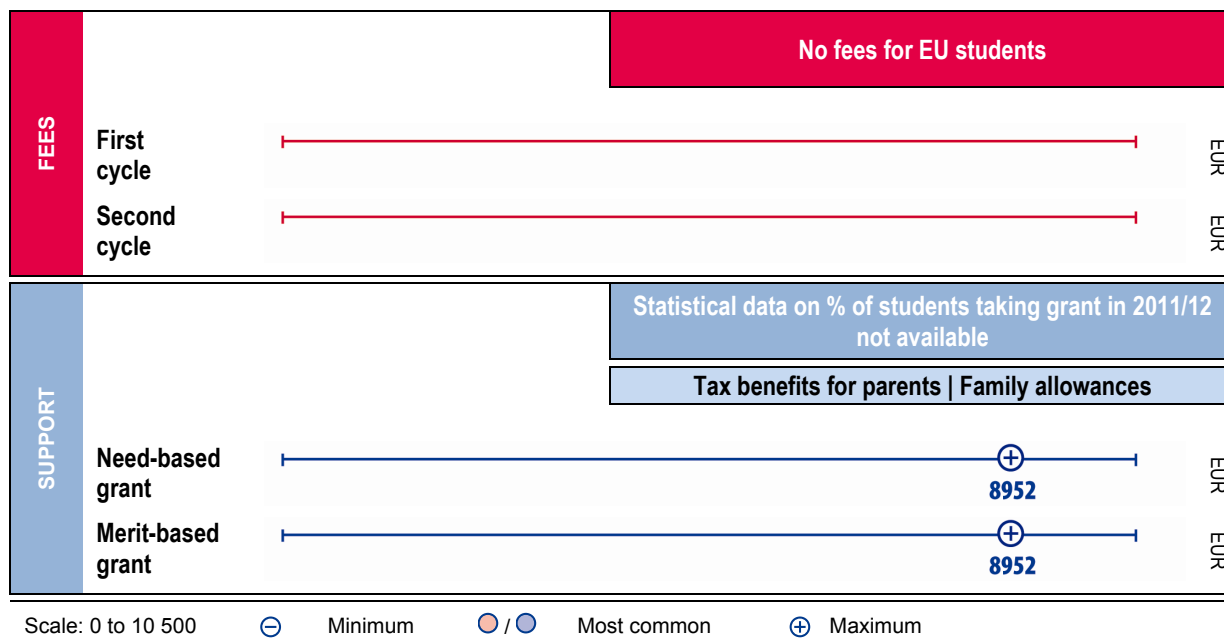 No fees for EU students
FEES
First
cycle
EUR
Second
cycle
EUR
Statistical data on % of students taking grant in 2011/12
not available
Tax benefits for parents | Family allowances
SUPPORT
Need-based
grant
8952
EUR
Merit-based
grant
8952
EUR
Scale: 0 to 10 500 Minimum / Most common Maximum